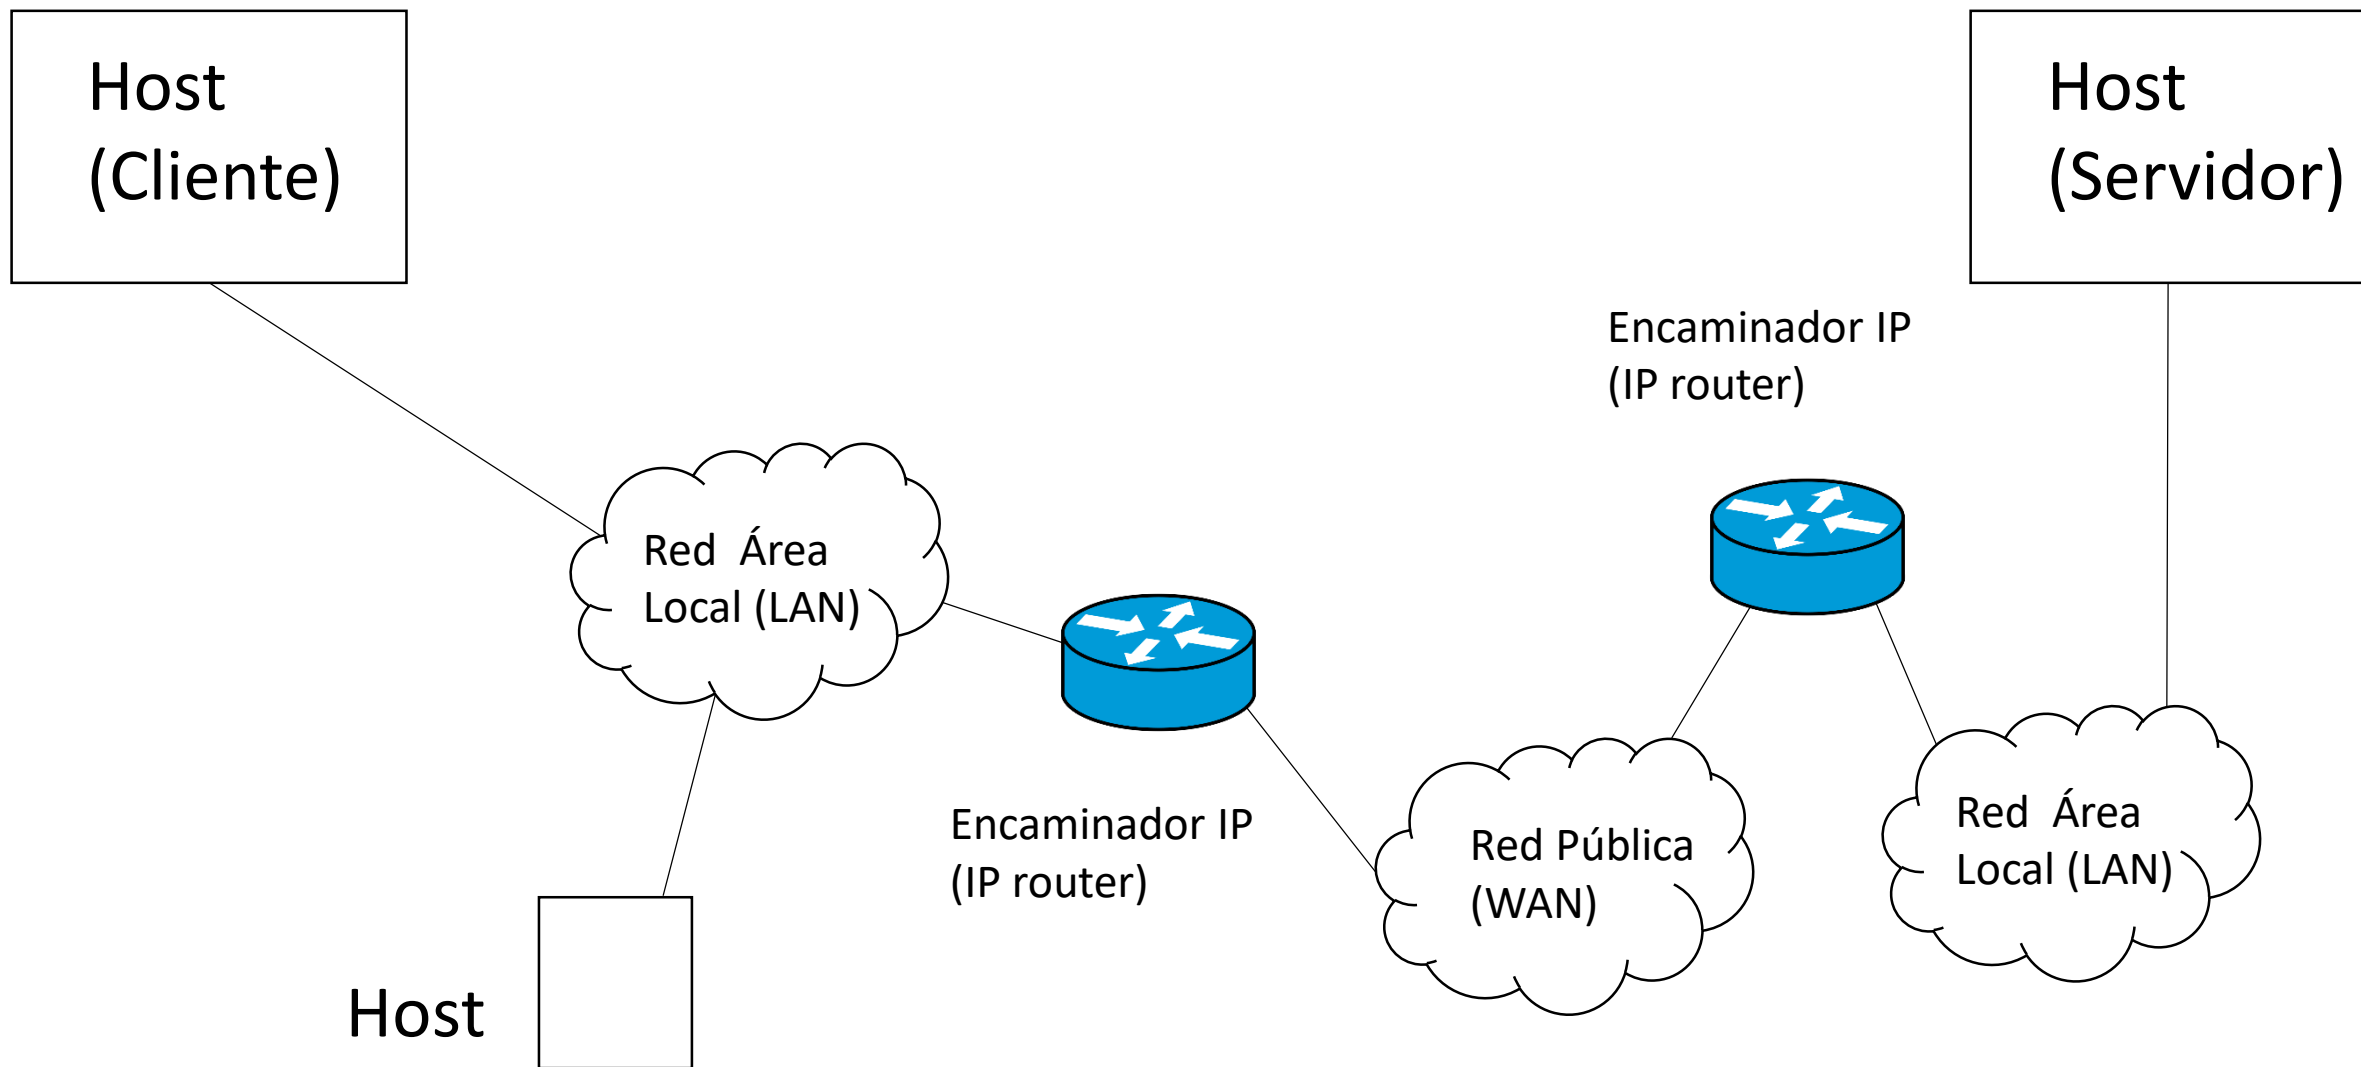 Host
(Cliente)
Host
(Servidor)
Encaminador IP
(IP router)
Red  Área
Local (LAN)
Encaminador IP
(IP router)
Red Pública
(WAN)
Red  Área
Local (LAN)
Host